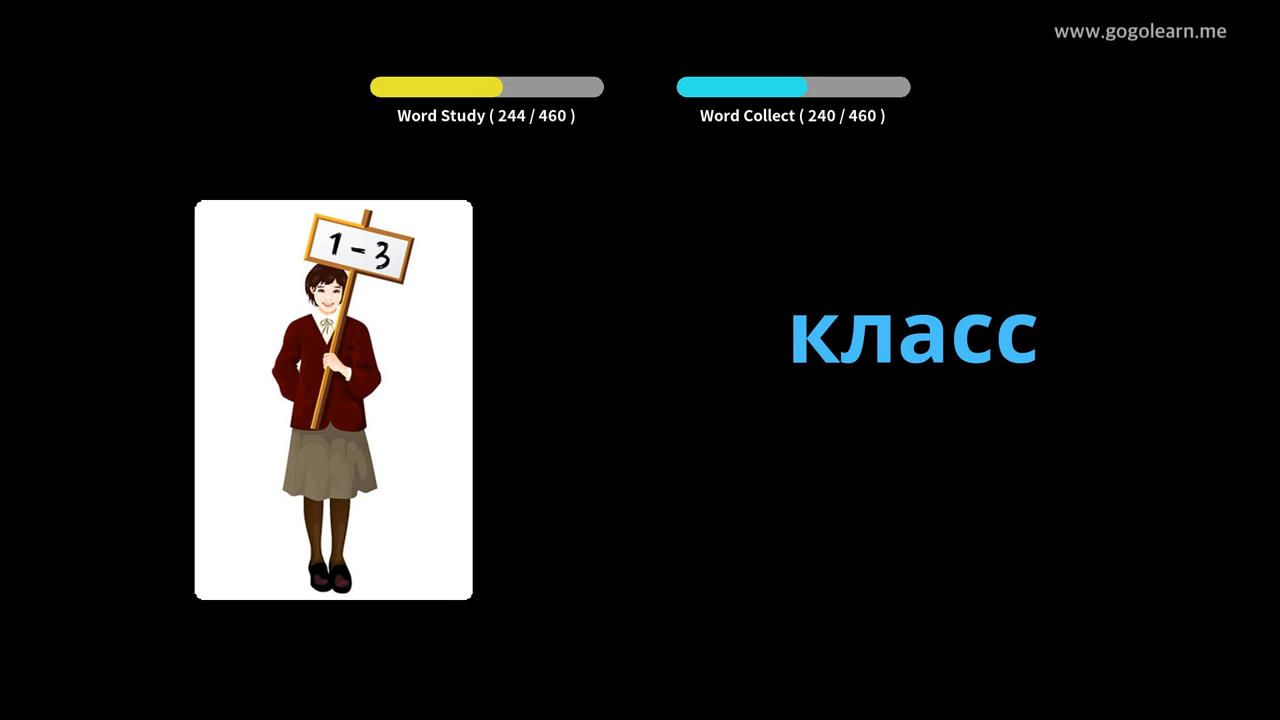 www.gogolearn.me
Word Study ( 244 / 460 )
Word Collect ( 240 / 460 )
1 - 3
класс